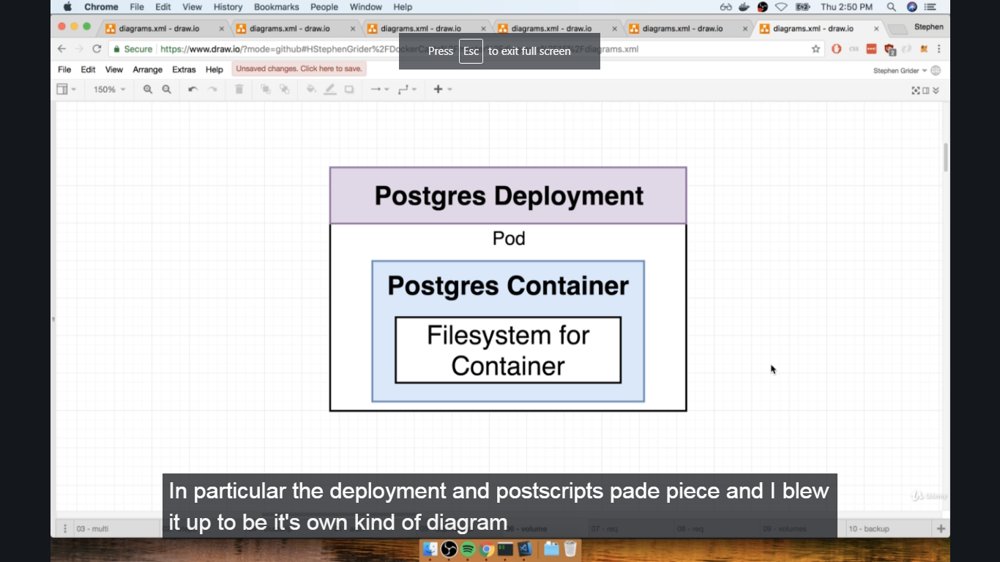 Chrome File Edit View History Bookmarks People Window Help Thu 2:50 PM
diagrams.xml - draw.io diagrams.xml - draw.io diagrams.xml - draw.io diagrams.xml - draw.io diagrams.xml - draw.io diagrams.xml - draw.io Stephen
Secure https://www.draw.io/?mode=github#HStephenGrider%2FDockerCas diagrams.xml
Press Esc to exit full screen
File Edit View Arrange Extras Help Unsaved changes. Click here to save. Stephen Grider
150%
Postgres Deployment
Pod
Postgres Container
Filesystem for
Container
In particular the deployment and postscripts pade piece and I blew
it up to be it's own kind of diagram
Udemy
03 - multi 06 - volume 07 - req 08 - req 09 - volumes 10 - backup